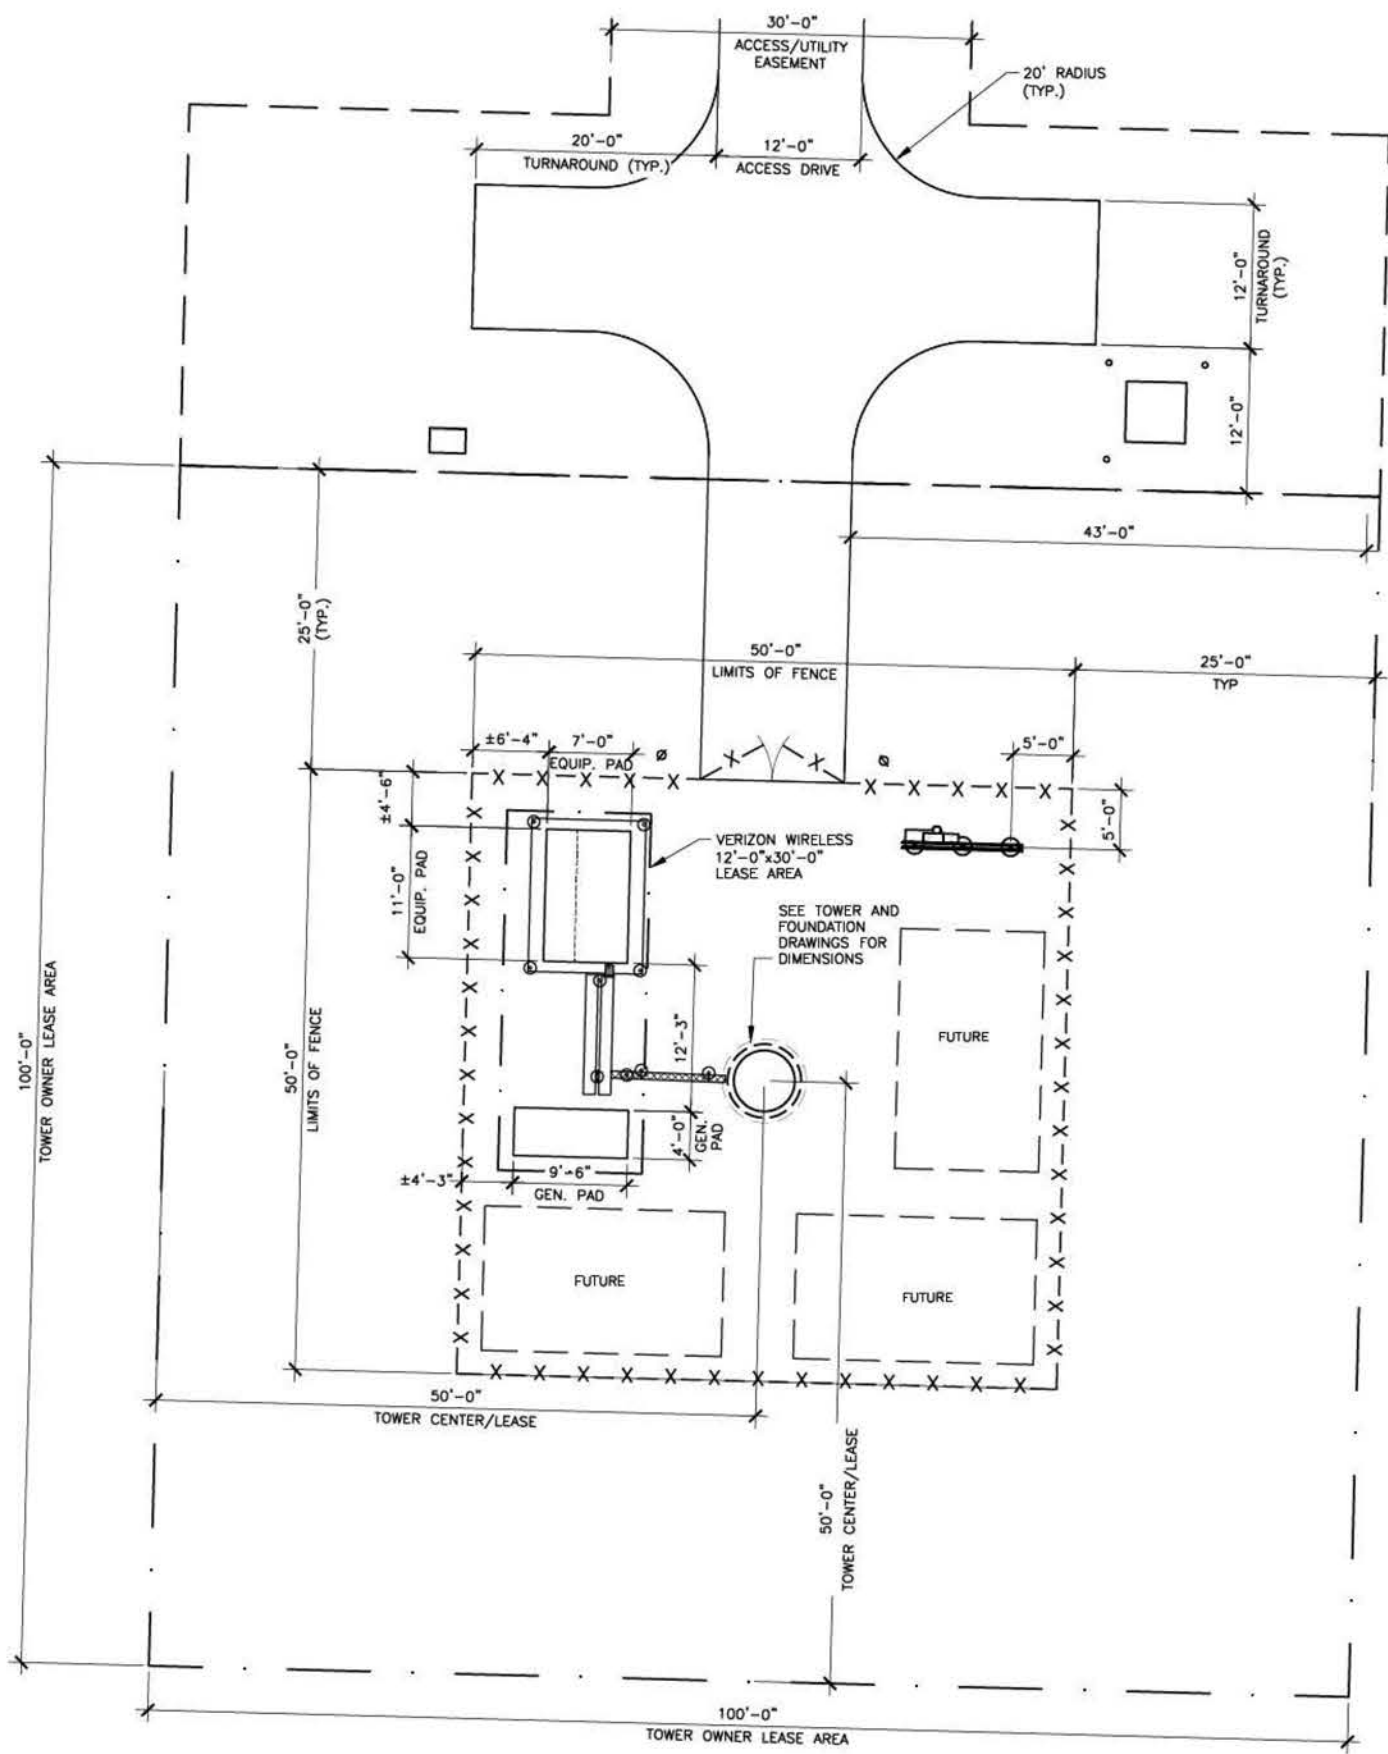 30'-0"
ACCESS/UTILITY
EASEMENT
20' RADIUS
(TYP.)
20'-0"
TURNAROUND (TYP.)
12'-0"
ACCESS DRIVE
12'-0"
TURNAROUND
(TYP.)
12'-0"
43'-0"
25'-0"
(TYP.)
50'-0"
LIMITS OF FENCE
25'-0"
TYP
±6'-4"
7'-0"
EQUIP. PAD
5'-0"
5'-0"
±4'-6"
11'-0"
EQUIP. PAD
VERIZON WIRELESS
12'-0"x30'-0"
LEASE AREA
SEE TOWER AND
FOUNDATION
DRAWINGS FOR
DIMENSIONS
100'-0"
TOWER OWNER LEASE AREA
50'-0"
LIMITS OF FENCE
12'-3"
FUTURE
4'-0"
GEN.
PAD
±4'-3"
9'-6"
GEN. PAD
FUTURE
FUTURE
50'-0"
TOWER CENTER/LEASE
50'-0"
TOWER CENTER/LEASE
100'-0"
TOWER OWNER LEASE AREA